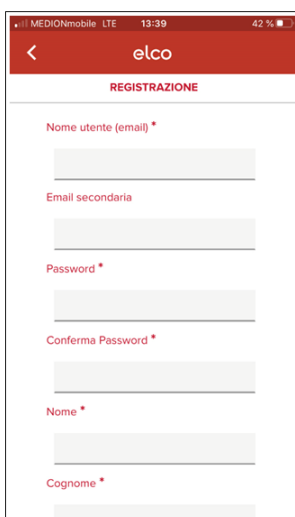 MEDIONmobile LTE 13:39 42 %
elco
REGISTRAZIONE
Nome utente (email) *
Email secondaria
Password *
Conferma Password *
Nome *
Cognome *